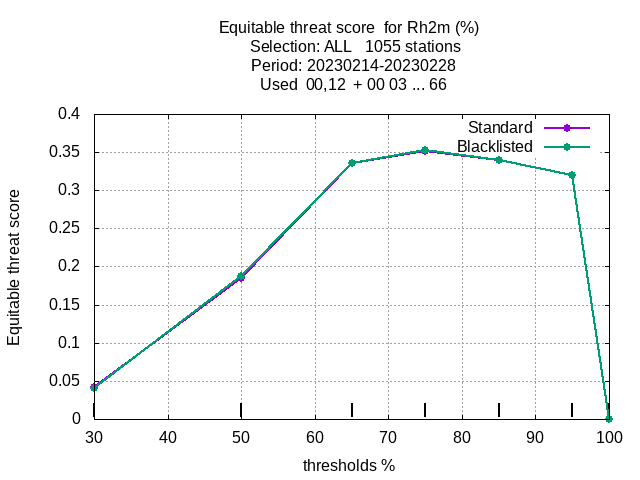 Equitable threat score  for Rh2m (%)
Selection: ALL   1055 stations
Period: 20230214-20230228
Used  00,12  + 00 03 ... 66
Standard
Blacklisted
Equitable threat score
0.4
0.35
0.3
0.25
0.2
0.15
0.1
0.05
0
30 40 50 60 70 80 90 100
thresholds %